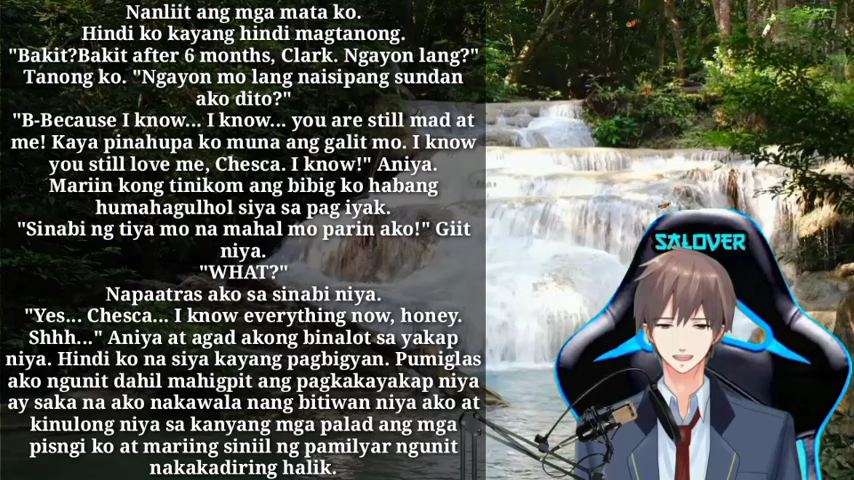 Nanliit ang mga mata ko.
Hindi ko kayang hindi magtanong.
"Bakit?Bakit after 6 months, Clark. Ngayon lang?"
Tanong ko. "Ngayon mo lang naisipang sundan
ako dito?"
"B-Because I know... I know... you are still mad at
me! Kaya pinahupa ko muna ang galit mo. I know
you still love me, Chesca. I know!" Aniya.
Mariin kong tinikom ang bibig ko habang
humahagulhol siya sa pag iyak.
"Sinabi ng tiya mo na mahal mo parin ako!" Giit
niya.
"WHAT?"
Napaatras ako sa sinabi niya.
"Yes... Chesca... I know everything now, honey.
Shhh..." Aniya at agad akong binalot sa yakap
niya. Hindi ko na siya kayang pagbigyan. Pumiglas
ako ngunit dahil mahigpit ang pagkakayakap niya
ay saka na ako nakawala nang bitiwan niya ako at
kinulong niya sa kanyang mga palad ang mga
pisngi ko at mariing siniil ng pamilyar ngunit
nakakadiring halik.
SALOVER